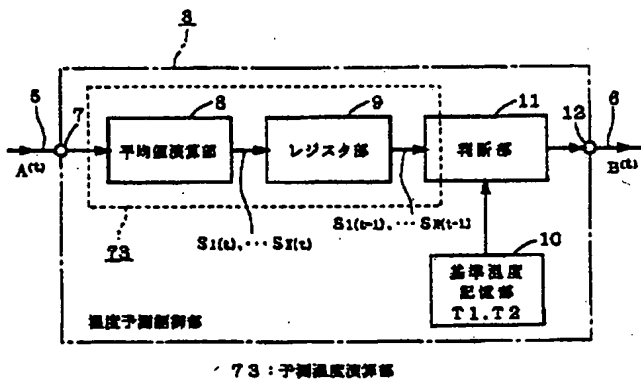 3
5
7
8
9
11
12
6
A(t)
平均値演算部
レジスタ部
判断部
B(t)
S1(t),…SN(t)
S1(t-1),…SN(t-1)
73
10
基準温度
記憶部
T1.T2
温度予測制御部
73:予測温度演算部